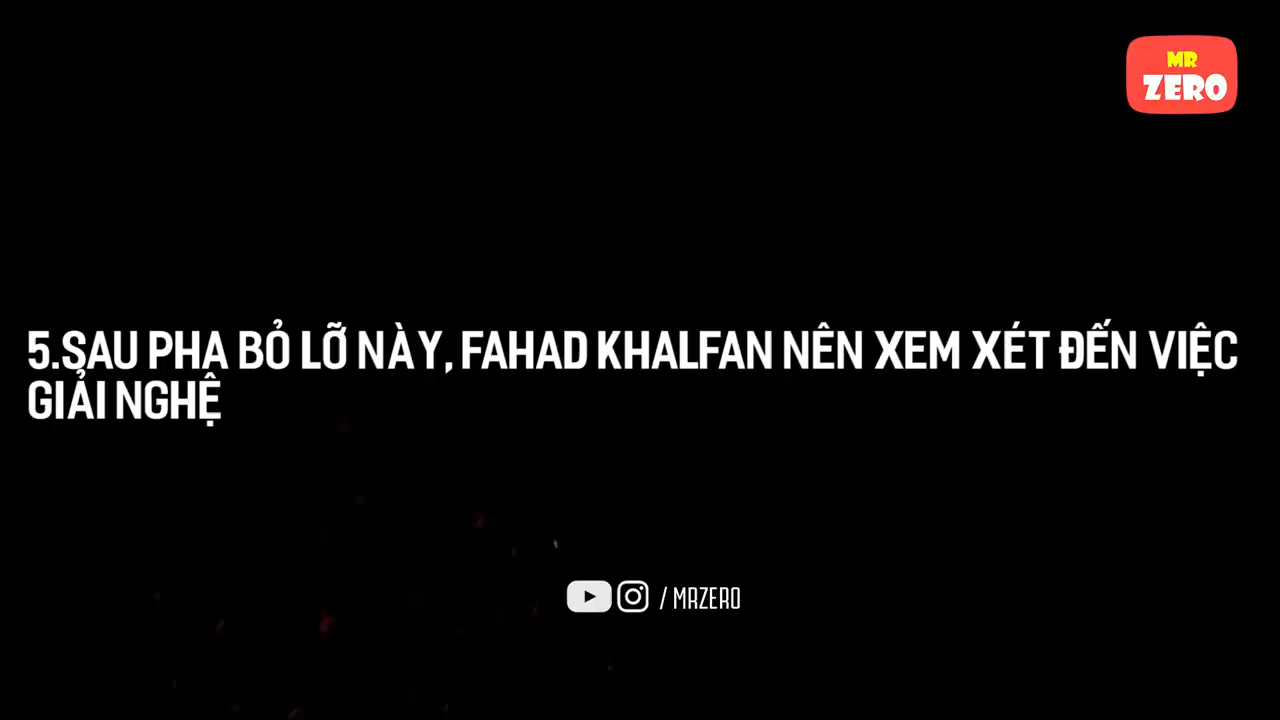 MR
ZERO
5.SAU PHA BỎ LỠ NÀY, FAHAD KHALFAN NÊN XEM XÉT ĐẾN VIỆC
GIẢI NGHỆ
/ MRZERO